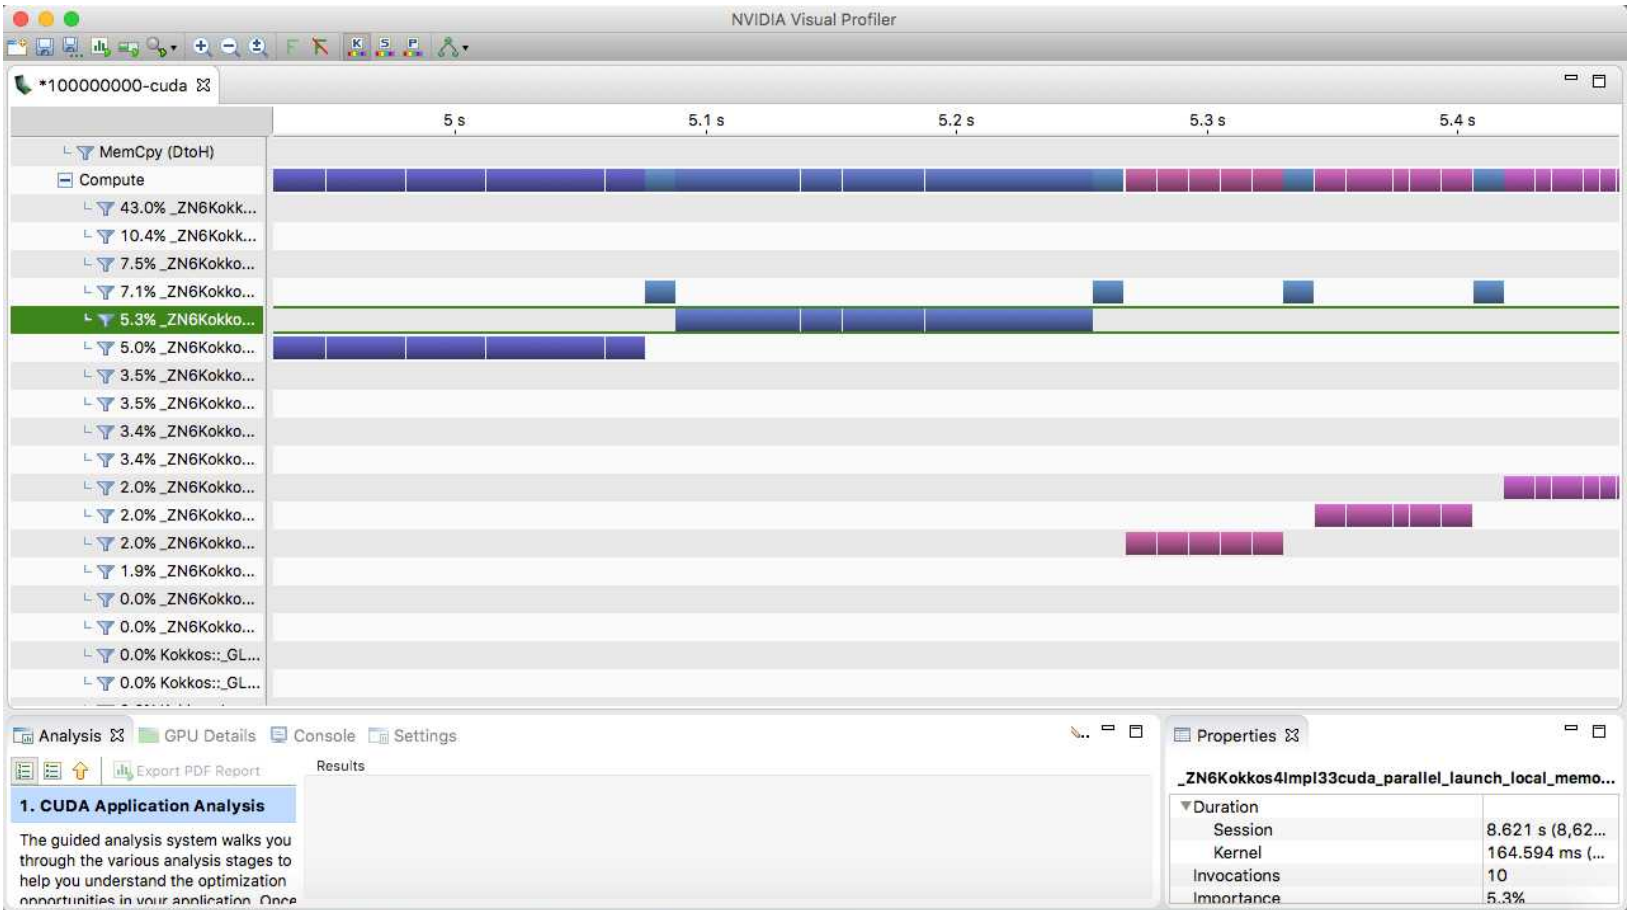 NVIDIA Visual Profiler
*100000000-cuda
5 s 5.1 s 5.2 s 5.3 s 5.4 s
MemCpy (DtoH)
Compute
43.0% _ZN6Kokk...
10.4% _ZN6Kokk...
7.5% _ZN6Kokko...
7.1% _ZN6Kokko...
5.3% _ZN6Kokko...
5.0% _ZN6Kokko...
3.5% _ZN6Kokko...
3.5% _ZN6Kokko...
3.4% _ZN6Kokko...
3.4% _ZN6Kokko...
2.0% _ZN6Kokko...
2.0% _ZN6Kokko...
2.0% _ZN6Kokko...
1.9% _ZN6Kokko...
0.0% _ZN6Kokko...
0.0% _ZN6Kokko...
0.0% Kokkos::_GL...
0.0% Kokkos::_GL...
Analysis GPU Details Console Settings
Export PDF Report
1. CUDA Application Analysis
The guided analysis system walks you
through the various analysis stages to
help you understand the optimization
opportunities in your application. Once
Results
Properties
_ZN6Kokkos4Impl33cuda_parallel_launch_local_memo...
Duration
Session 8.621 s (8,62...
Kernel 164.594 ms (...
Invocations 10
Importance 5.3%